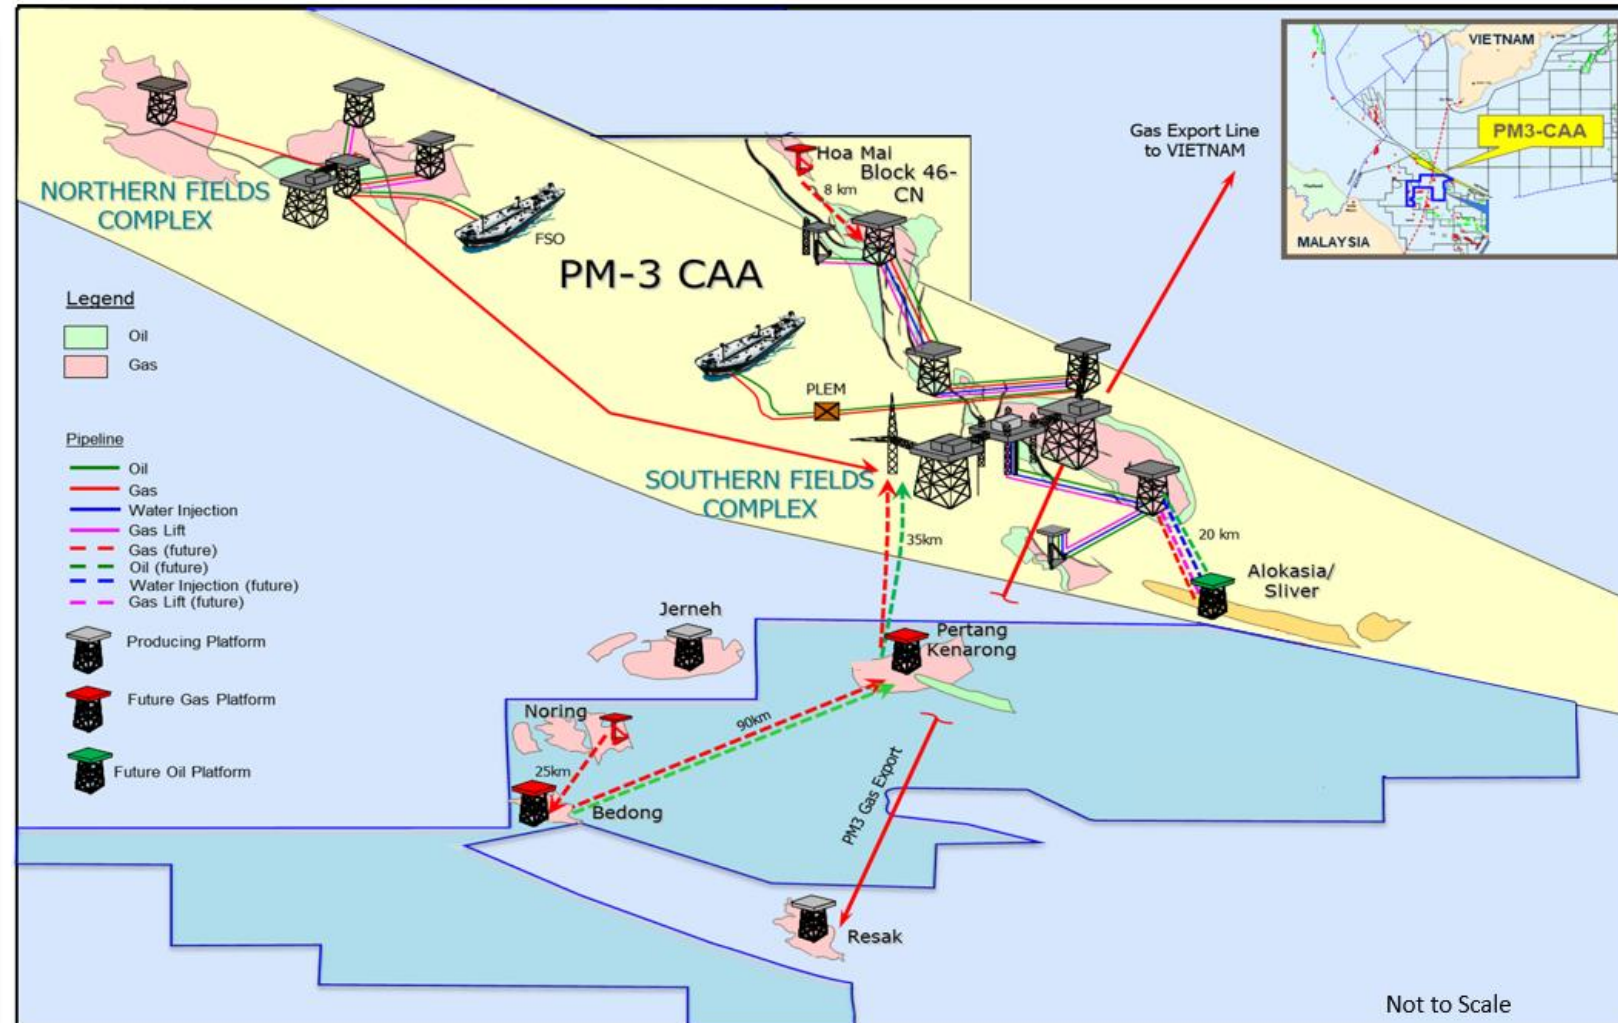 NORTHERN FIELDS
COMPLEX
FSO
PM-3 CAA
Hoa Mai
Block 46-
CN
8 km
Gas Export Line
to VIETNAM
VIETNAM
PM3-CAA
MALAYSIA
Legend
Oil
Gas
Pipeline
Oil
Gas
Water Injection
Gas Lift
Gas (future)
Oil (future)
Water Injection (future)
Gas Lift (future)
Producing Platform
Future Gas Platform
Future Oil Platform
PLEM
SOUTHERN FIELDS
COMPLEX
35km
20 km
Alokasia/
Sliver
Jerneh
Pertang
Kenarong
Noring
90km
25km
Bedong
PM3 Gas Export
Resak
Not to Scale